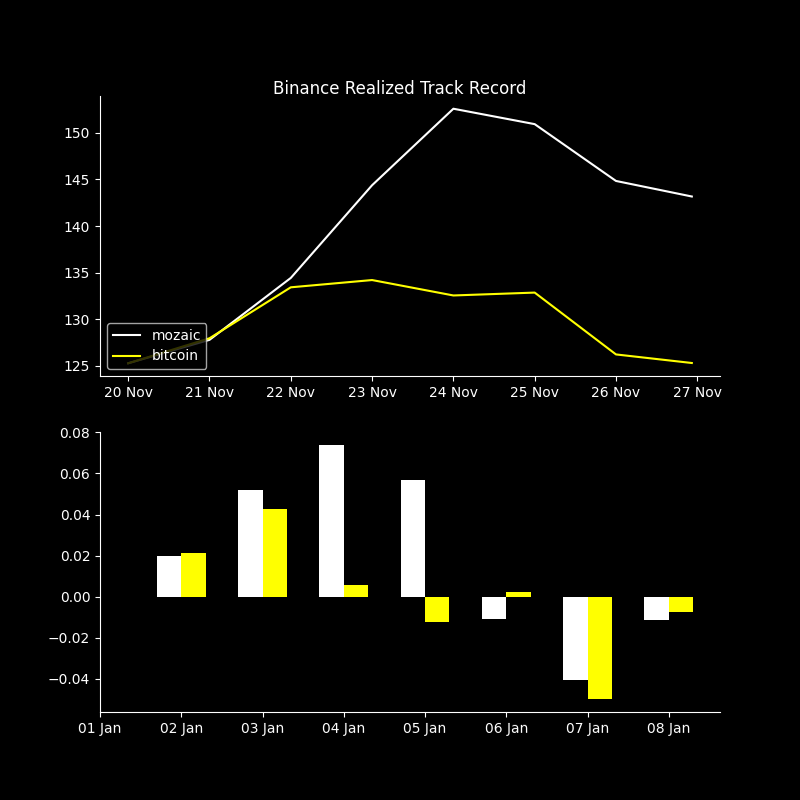 Binance Realized Track Record
150
145
140
135
130
125
mozaic
bitcoin
20 Nov 21 Nov 22 Nov 23 Nov 24 Nov 25 Nov 26 Nov 27 Nov
0.08
0.06
0.04
0.02
0.00
−0.02
−0.04
01 Jan 02 Jan 03 Jan 04 Jan 05 Jan 06 Jan 07 Jan 08 Jan